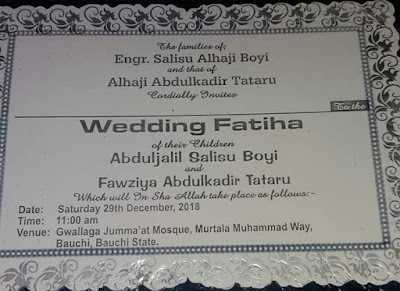 The families of;
Engr. Salisu Alhaji Boyi
and that of
Alhaji Abdulkadir Tataru
Cordially Invites
To the
Wedding Fatiha
of their Children
Abduljalil Salisu Boyi
and
Fawziya Abdulkadir Tataru
Which will In Sha Allah take place as follows:-
Date: Saturday 29th December, 2018
Time: 11:00 am
Venue: Gwallaga Jumma'at Mosque, Murtala Muhammad Way,
Bauchi, Bauchi State.